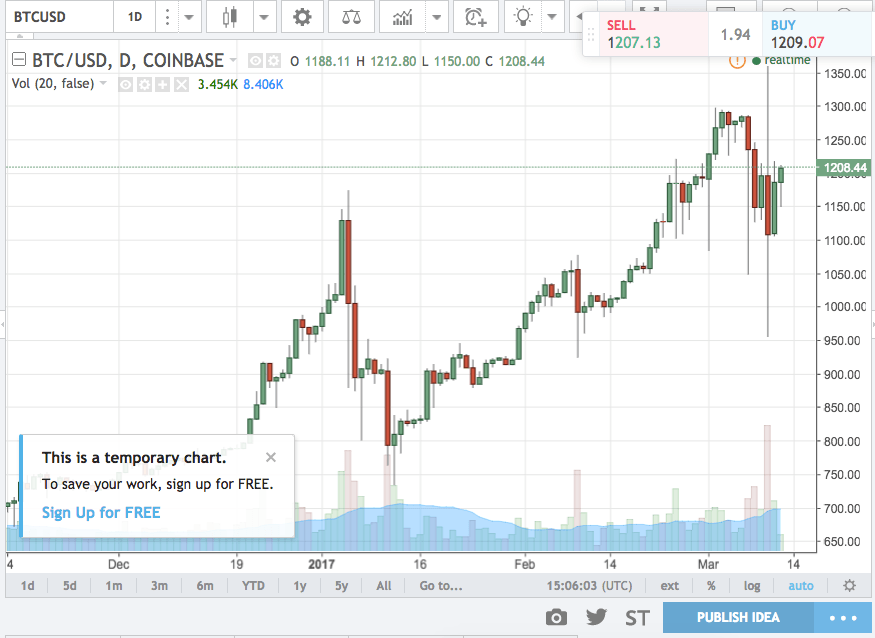 BTCUSD 1D
SELL
1207.13
1.94
BUY
1209.07
BTC/USD, D, COINBASE O 1188.11 H 1212.80 L 1150.00 C 1208.44
realtime
Vol (20, false) 3.454K 8.406K
1350.00
1300.00
1250.00
1208.44
1150.00
1100.00
1050.00
1000.00
950.00
900.00
850.00
800.00
750.00
700.00
650.00
This is a temporary chart.
To save your work, sign up for FREE.
Sign Up for FREE
4 Dec 19 2017 16 Feb 14 Mar 14
1d 5d 1m 3m 6m YTD 1y 5y All Go to... 15:06:03 (UTC) ext % log auto
ST PUBLISH IDEA